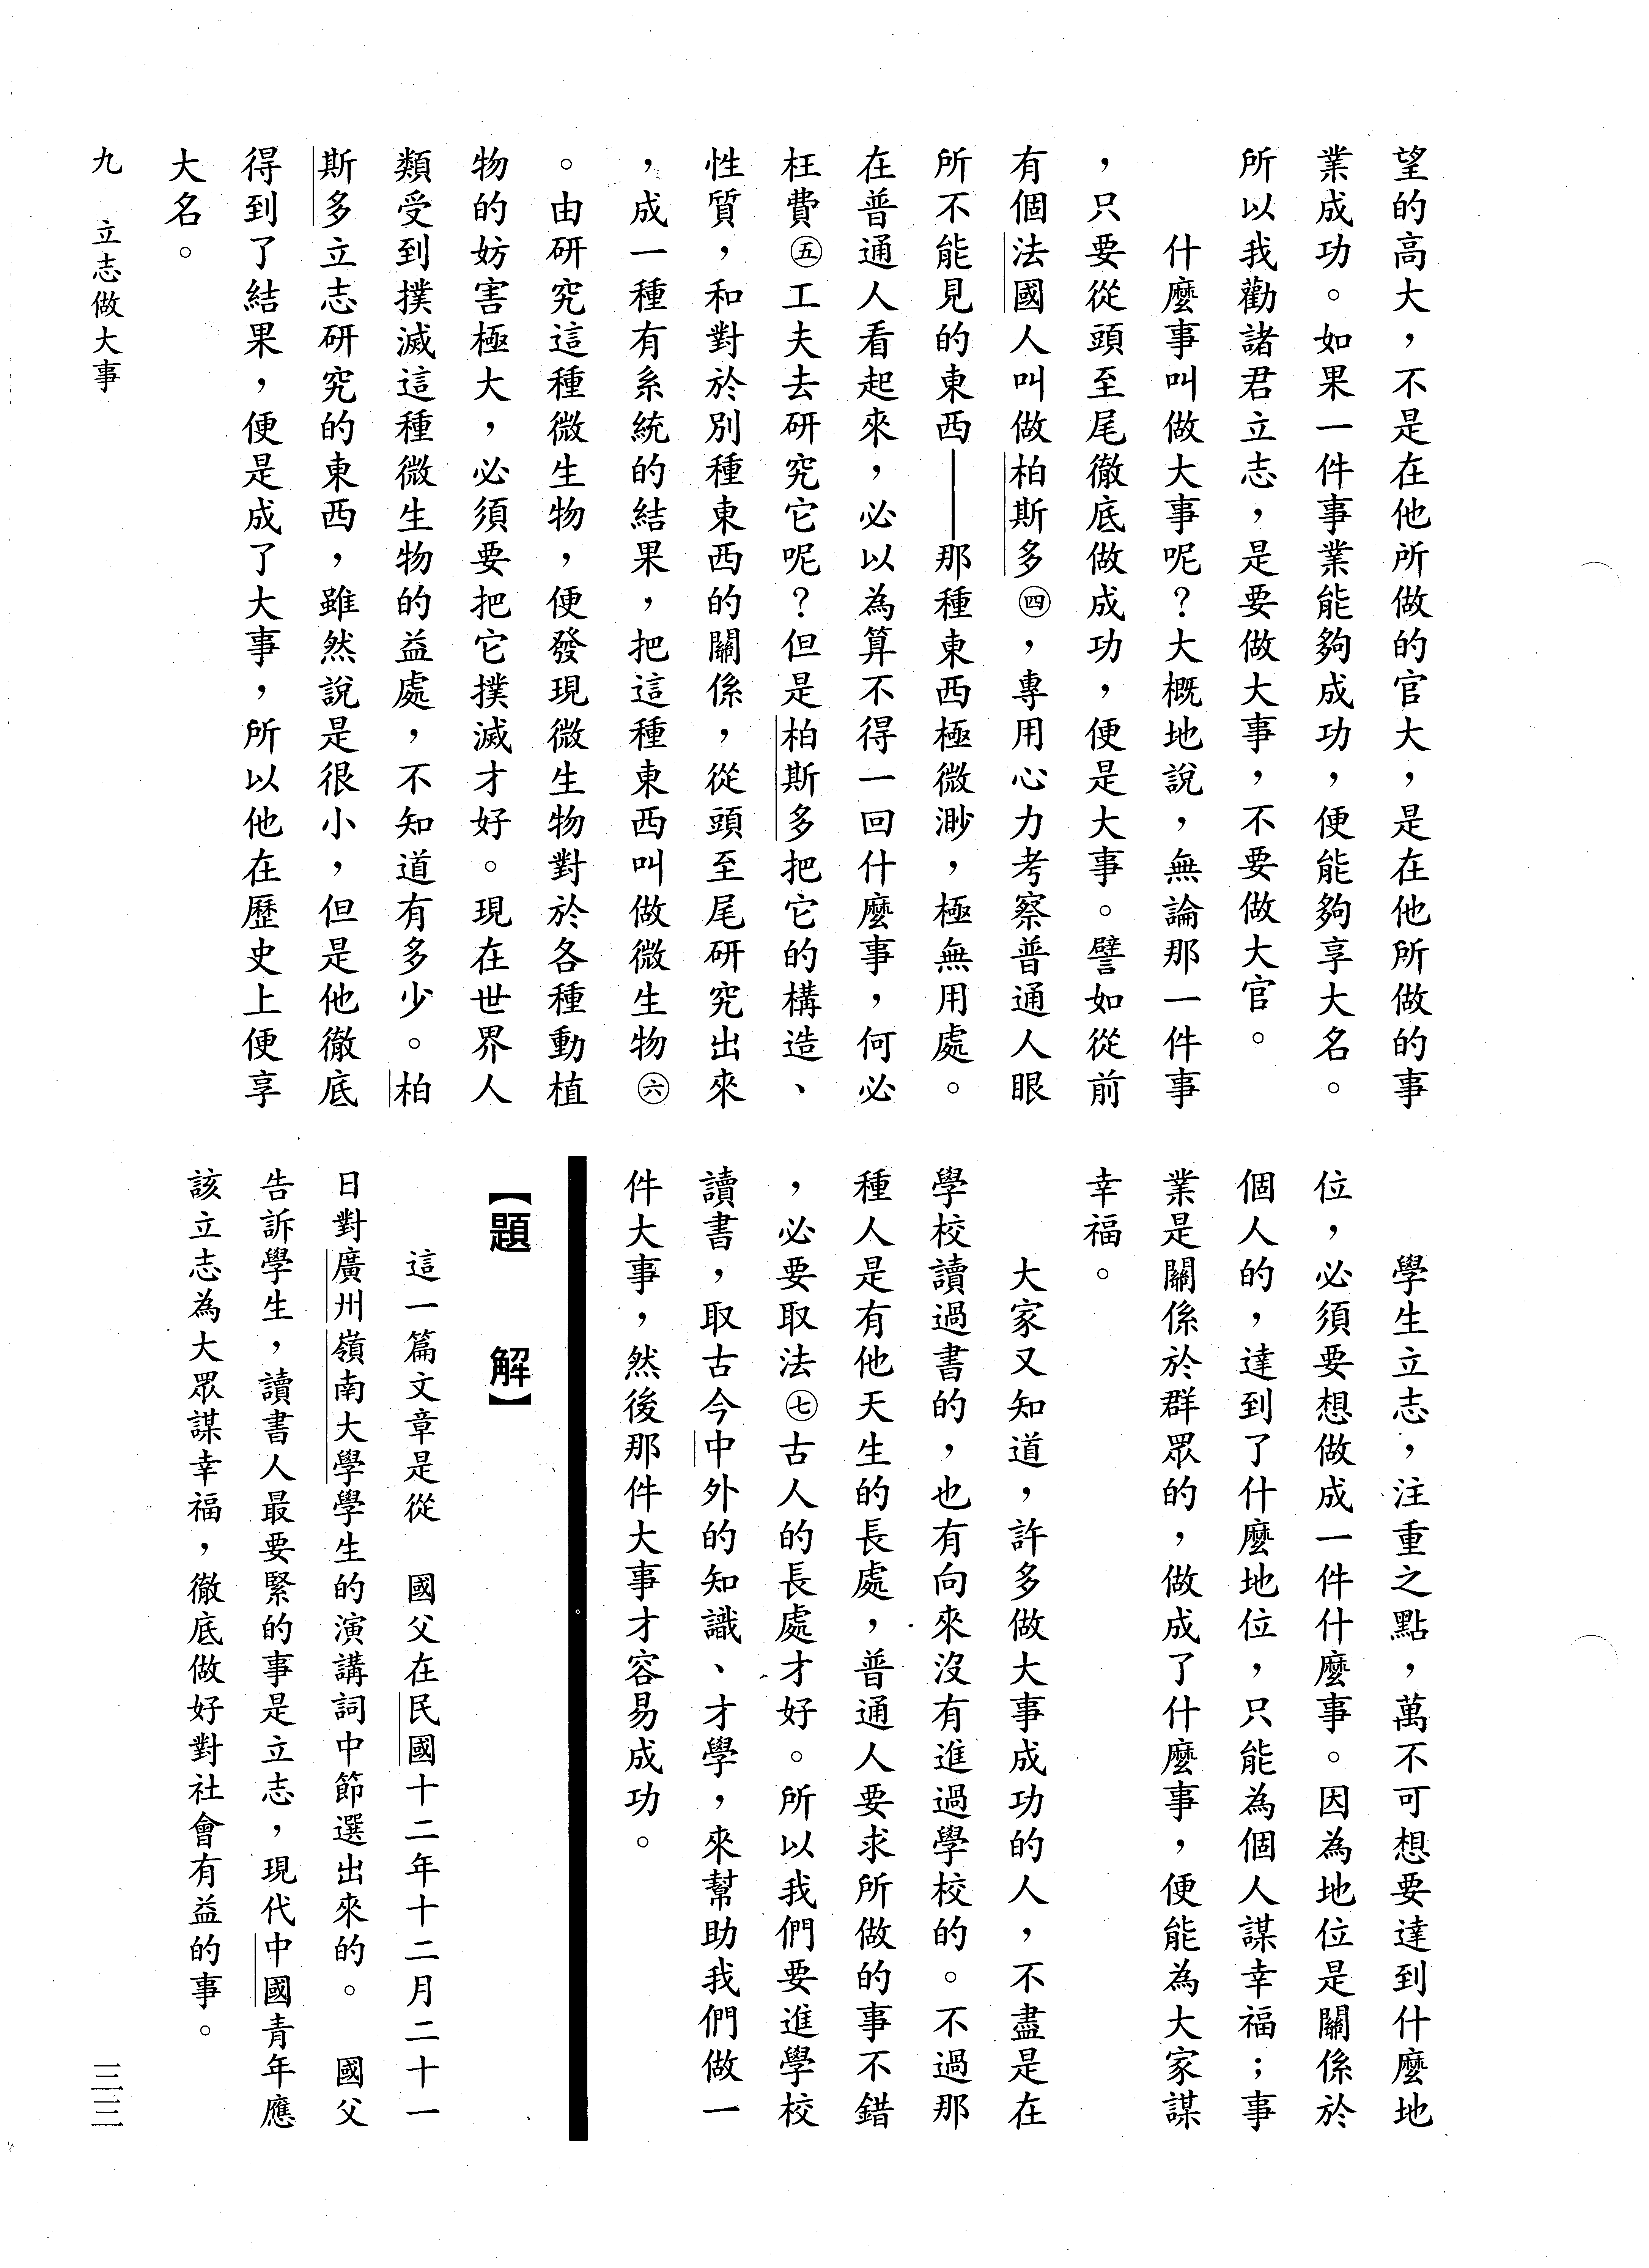 望的高大，不是在他所做的官大，是在他所做的事
業成功。如果一件事業能夠成功，便能夠享大名。
所以我勸諸君立志，是要做大事，不要做大官。
什麼事叫做大事呢？大概地說，無論那一件事
，只要從頭至尾徹底做成功，便是大事。譬如從前
有個法國人叫做柏斯多㊃，專用心力考察普通人眼
所不能見的東西——那種東西極微渺，極無用處。
在普通人看起來，必以為算不得一回什麼事，何必
枉費㊄工夫去研究它呢？但是柏斯多把它的構造、
性質，和對於別種東西的關係，從頭至尾研究出來
，成一種有系統的結果，把這種東西叫做微生物㊅
。由研究這種微生物，便發現微生物對於各種動植
物的妨害極大，必須要把它撲滅才好。現在世界人
類受到撲滅這種微生物的益處，不知道有多少。柏
斯多立志研究的東西，雖然說是很小，但是他徹底
得到了結果，便是成了大事，所以他在歷史上便享
大名。
學生立志，注重之點，萬不可想要達到什麼地
位，必須要想做成一件什麼事。因為地位是關係於
個人的，達到了什麼地位，只能為個人謀幸福；事
業是關係於群眾的，做成了什麼事，便能為大家謀
幸福。
大家又知道，許多做大事成功的人，不盡是在
學校讀過書的，也有向來沒有進過學校的。不過那
種人是有他天生的長處，普通人要求所做的事不錯
，必要取法㊆古人的長處才好。所以我們要進學校
讀書，取古今中外的知識、才學，來幫助我們做一
件大事，然後那件大事才容易成功。
【題　解】
這一篇文章是從　國父在民國十二年十二月二十一
日對廣州嶺南大學學生的演講詞中節選出來的。　國父
告訴學生，讀書人最要緊的事是立志，現代中國青年應
該立志為大眾謀幸福，徹底做好對社會有益的事。
九　立志做大事
三三